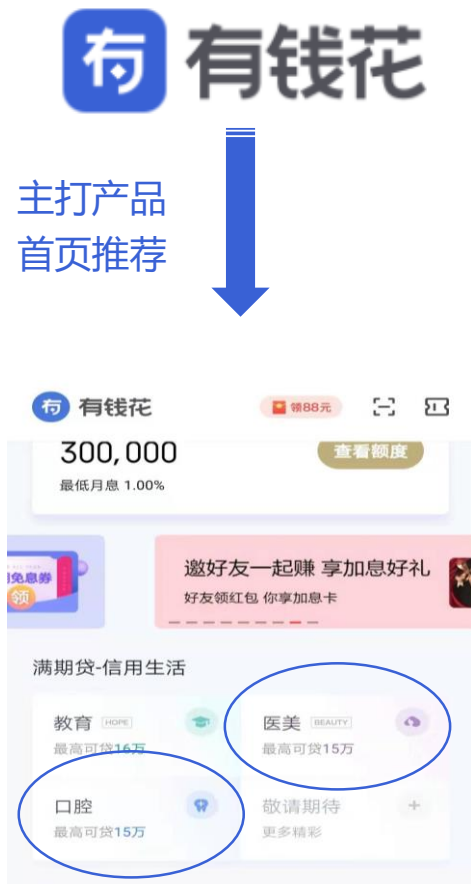 有 有钱花
主打产品
首页推荐
有 有钱花
领88元
300,000
查看额度
最低月息 1.00%
免息券
领
邀好友一起赚 享加息好礼
好友领红包 你享加息卡
满期贷-信用生活
教育 HOPE
最高可贷16万
医美 BEAUTY
最高可贷15万
口腔
最高可贷15万
敬请期待
更多精彩